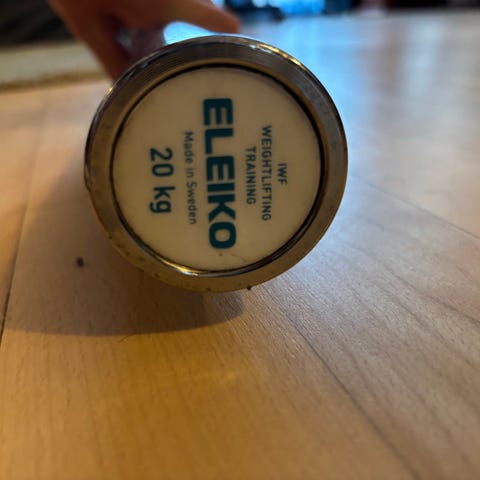 IWF
WEIGHTLIFTING
TRAINING
ELEIKO
Made in Sweden
20 kg